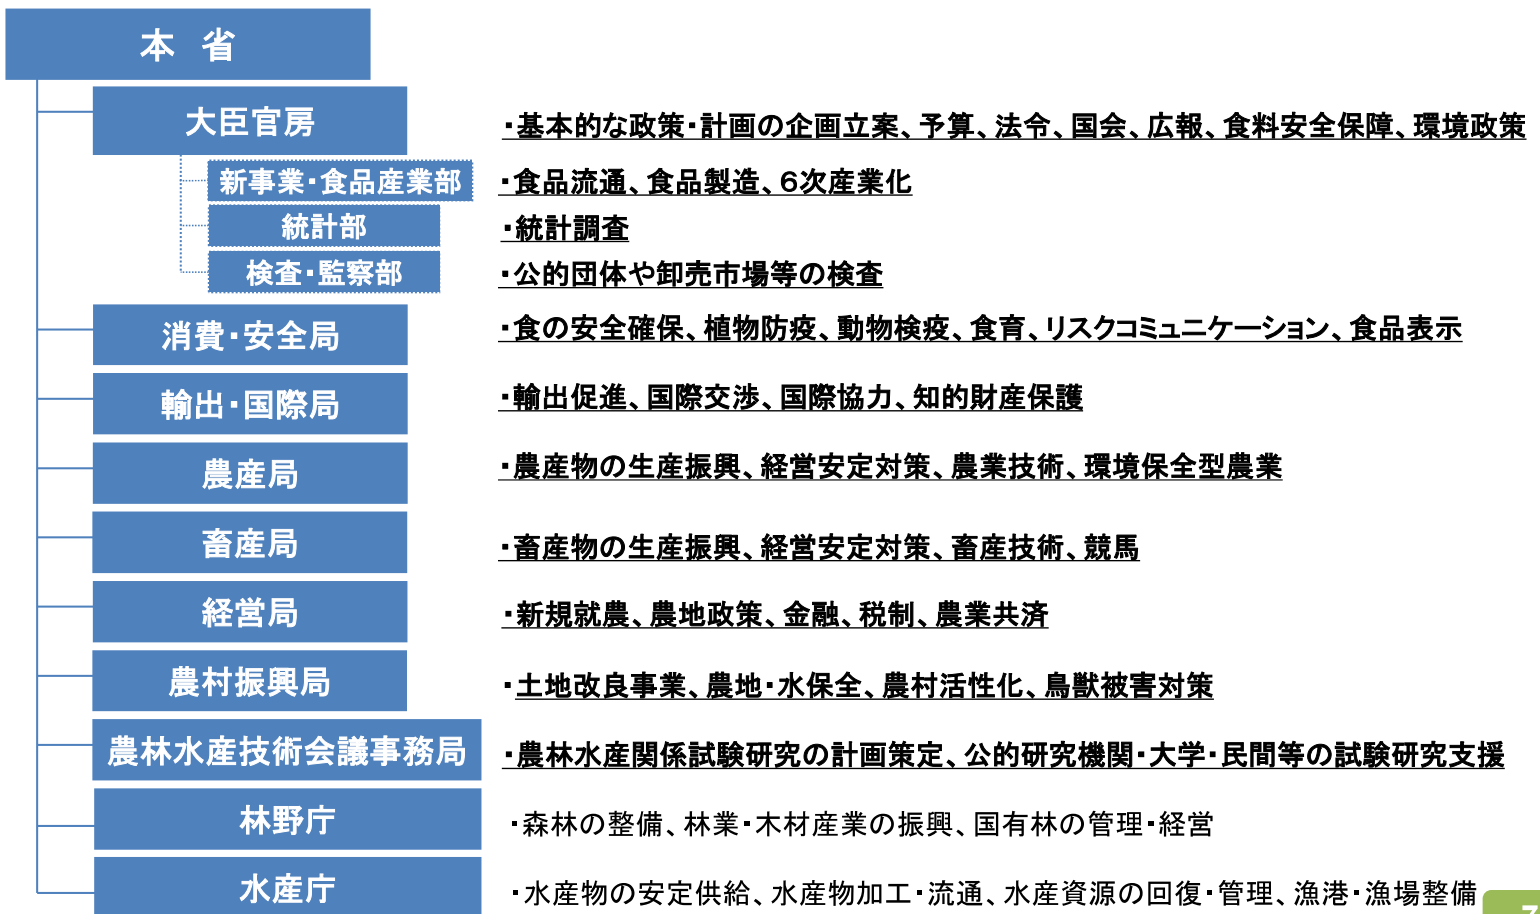 本 省
大臣官房
・基本的な政策・計画の企画立案、予算、法令、国会、広報、食料安全保障、環境政策
新事業・食品産業部
・食品流通、食品製造、6次産業化
統計部
・統計調査
検査・監察部
・公的団体や卸売市場等の検査
消費・安全局
・食の安全確保、植物防疫、動物検疫、食育、リスクコミュニケーション、食品表示
輸出・国際局
・輸出促進、国際交渉、国際協力、知的財産保護
農産局
・農産物の生産振興、経営安定対策、農業技術、環境保全型農業
畜産局
・畜産物の生産振興、経営安定対策、畜産技術、競馬
経営局
・新規就農、農地政策、金融、税制、農業共済
農村振興局
・土地改良事業、農地・水保全、農村活性化、鳥獣被害対策
農林水産技術会議事務局
・農林水産関係試験研究の計画策定、公的研究機関・大学・民間等の試験研究支援
林野庁
・森林の整備、林業・木材産業の振興、国有林の管理・経営
水産庁
・水産物の安定供給、水産物加工・流通、水産資源の回復・管理、漁港・漁場整備